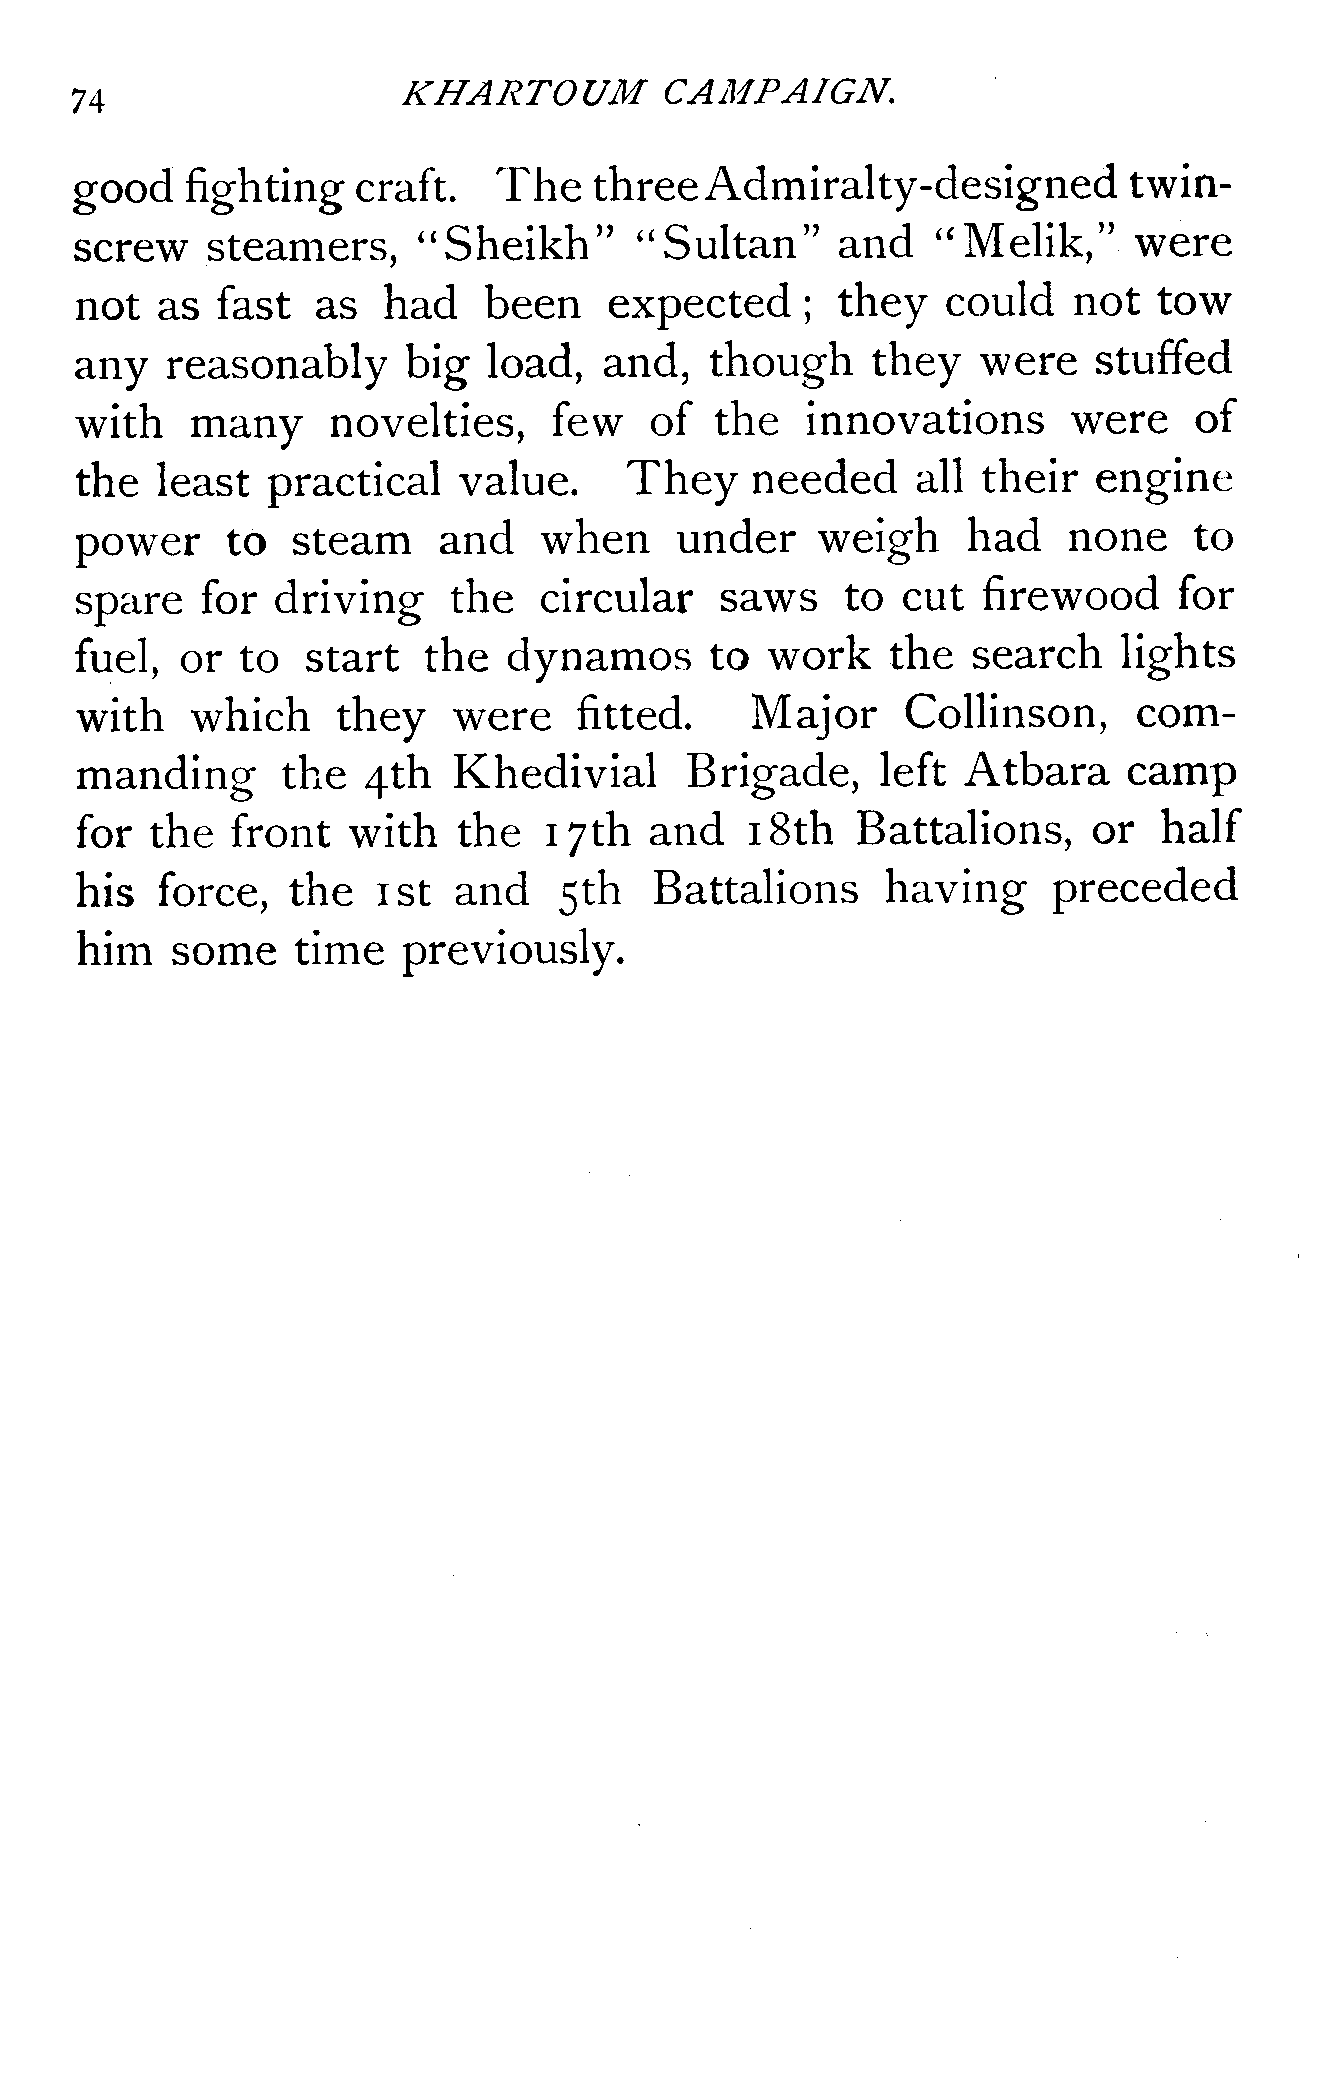 74 KHARTOUM CAMPAIGN.
good fighting craft. The three Admiralty-designed twin-
screw steamers, "Sheikh" "Sultan" and "Melik," were
not as fast as had been expected; they could not tow
any reasonably big load, and, though they were stuffed
with many novelties, few of the innovations were of
the least practical value. They needed all their engine
power to steam and when under weigh had none to
spare for driving the circular saws to cut firewood for
fuel, or to start the dynamos to work the search lights
with which they were fitted. Major Collinson, com-
manding the 4th Khedivial Brigade, left Atbara camp
for the front with the 17th and 18th Battalions, or half
his force, the 1st and 5th Battalions having preceded
him some time previously.